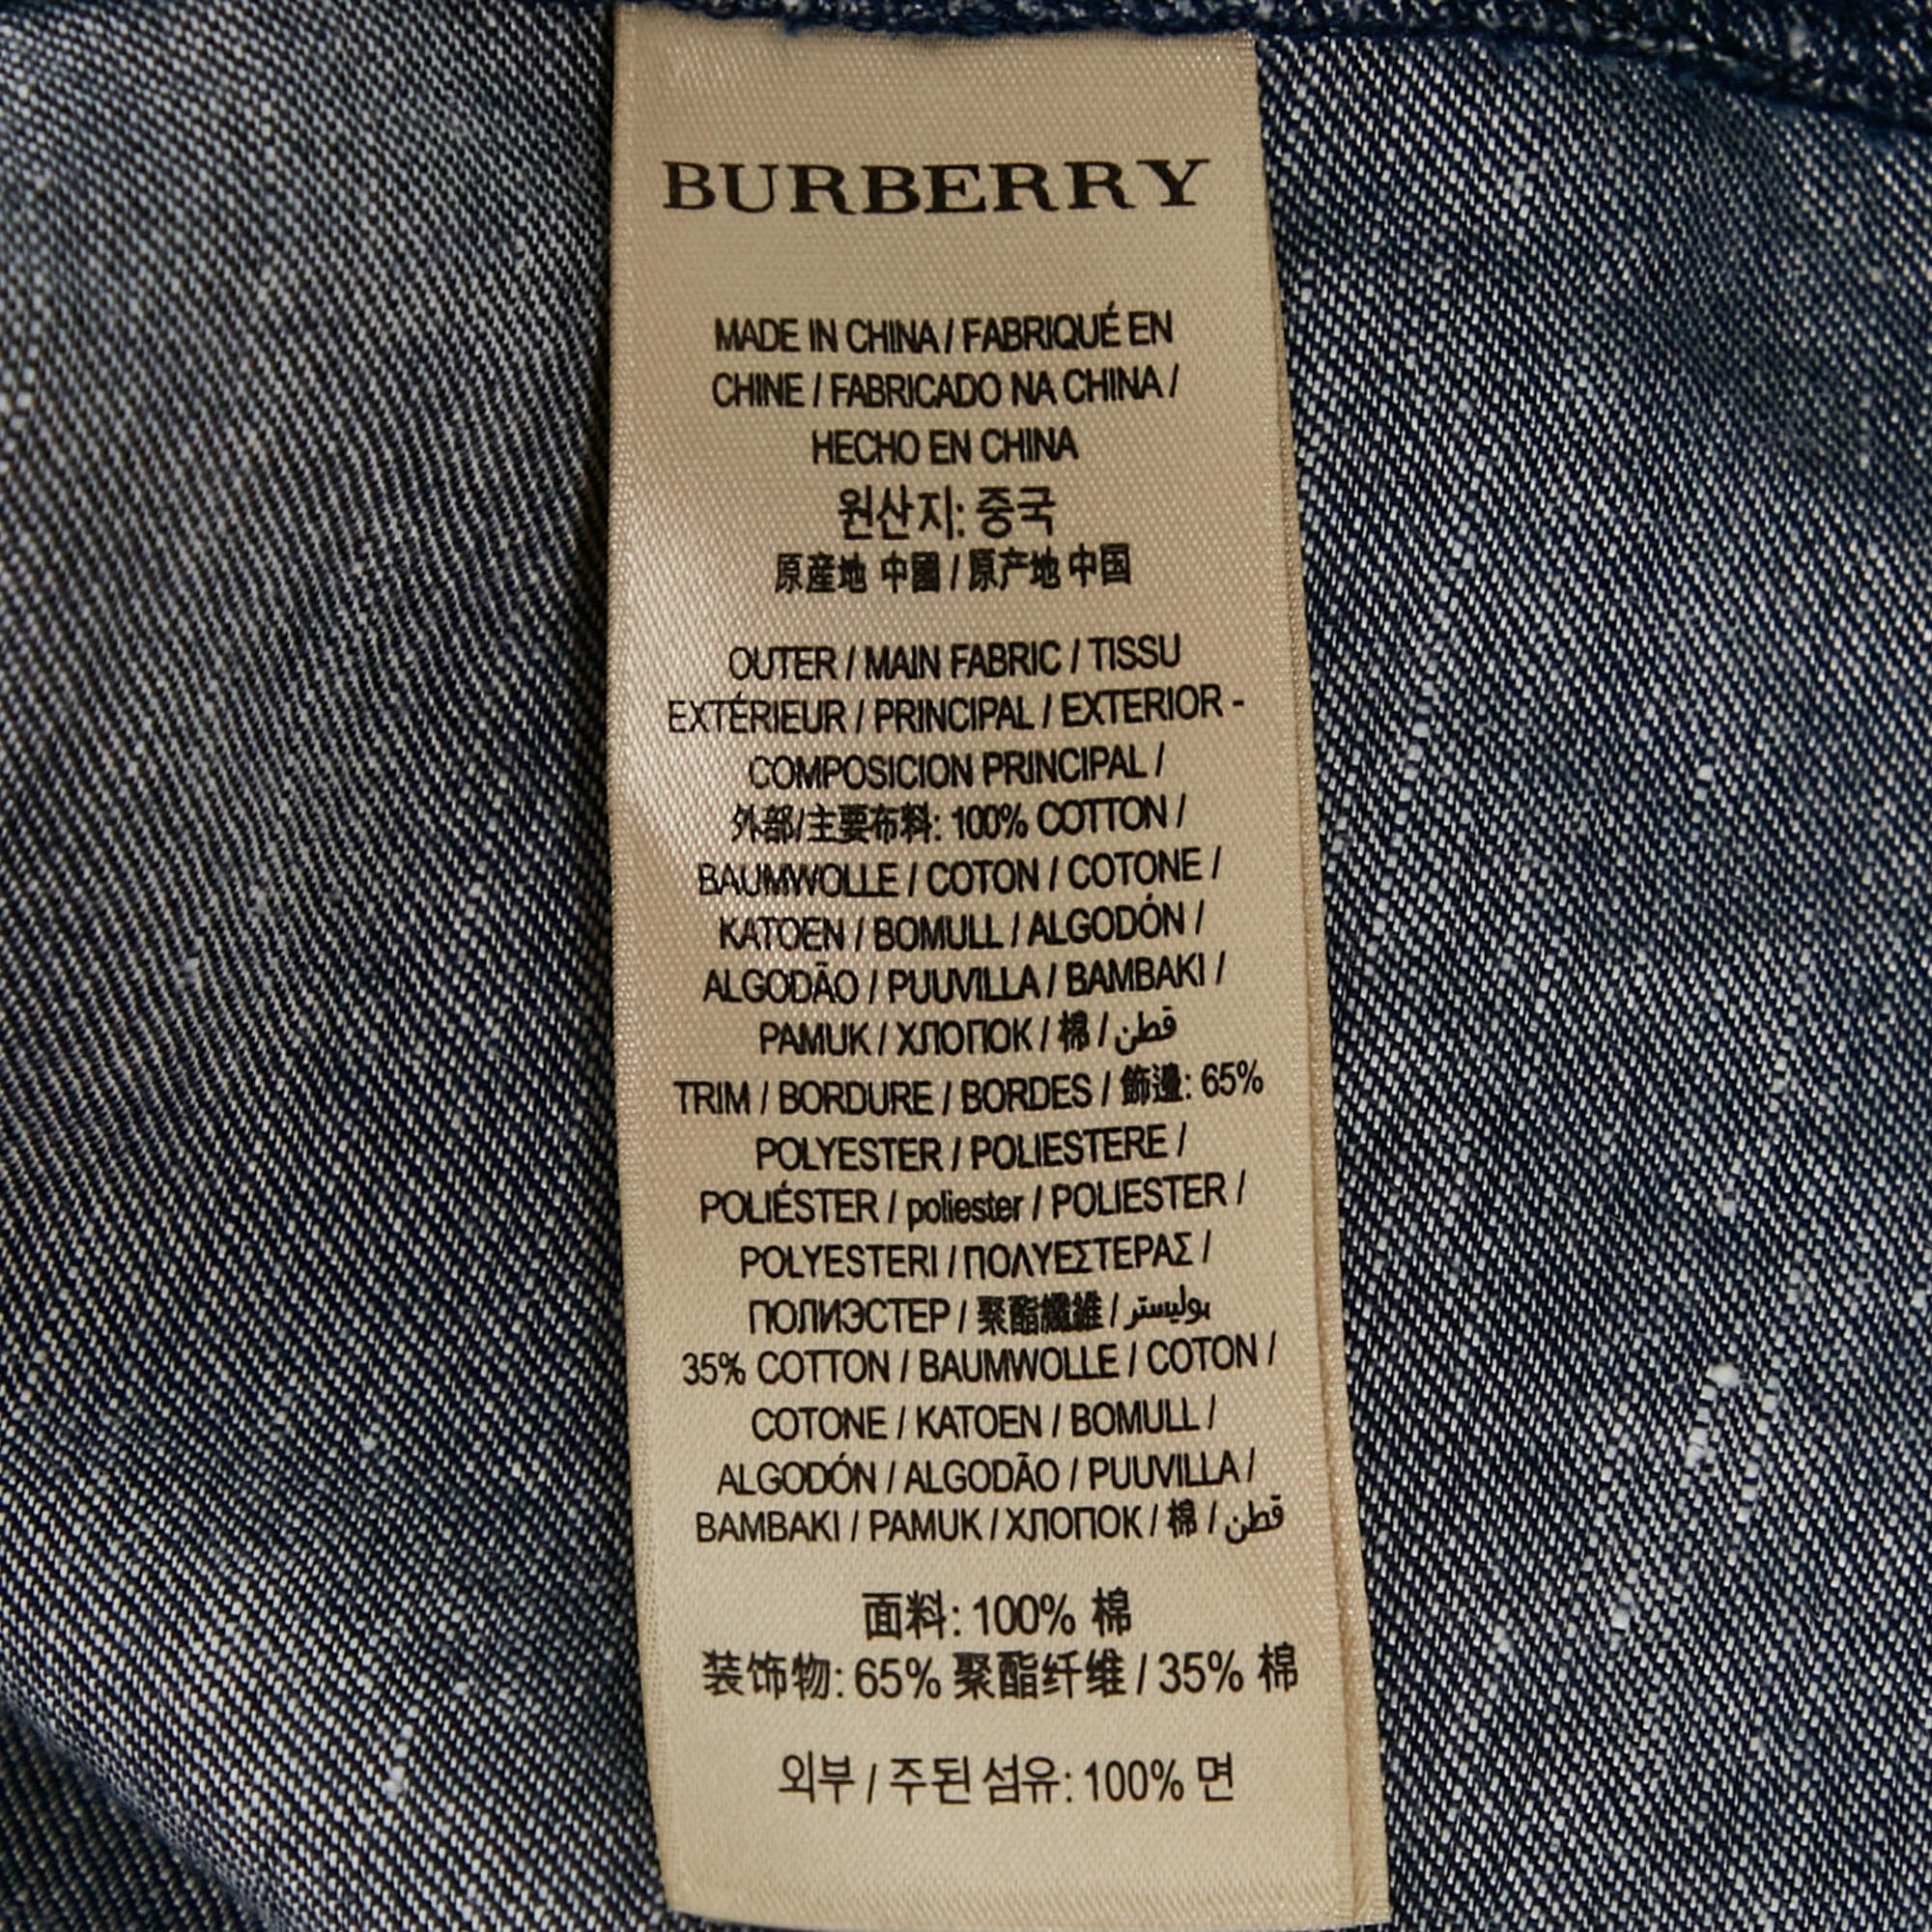 BURBERRY
MADE IN CHINA / FABRIQUÉ EN
CHINE / FABRICADO NA CHINA /
HECHO EN CHINA
원산지: 중국
原産地 中國 / 原产地 中国
OUTER / MAIN FABRIC / TISSU
EXTÉRIEUR / PRINCIPAL / EXTERIOR -
COMPOSICION PRINCIPAL /
外部/主要布料: 100% COTTON /
BAUMWOLLE / COTON / COTONE /
KATOEN / BOMULL / ALGODÓN /
ALGODÃO / PUUVILLA / BAMBAKI /
PAMUK / ХЛОПОК / 棉 / قطن
TRIM / BORDURE / BORDES / 飾邊: 65%
POLYESTER / POLIESTERE /
POLIÉSTER / poliester / POLIESTER /
POLYESTERI / ΠΟΛΥΕΣΤΕΡΑΣ /
ПОЛИЭСТЕР / 聚酯纖維 / بوليستر
35% COTTON / BAUMWOLLE / COTON /
COTONE / KATOEN / BOMULL /
ALGODÓN / ALGODÃO / PUUVILLA /
BAMBAKI / PAMUK / ХЛОПОК / 棉 / قطن
面料: 100% 棉
装饰物: 65% 聚酯纤维 / 35% 棉
외부 / 주된 섬유: 100% 면